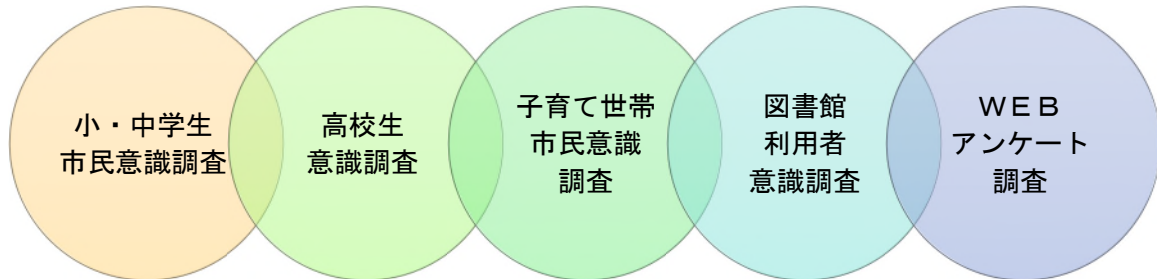 小・中学生
市民意識調査
高校生
意識調査
子育て世帯
市民意識
調査
図書館
利用者
意識調査
ＷＥＢ
アンケート
調査